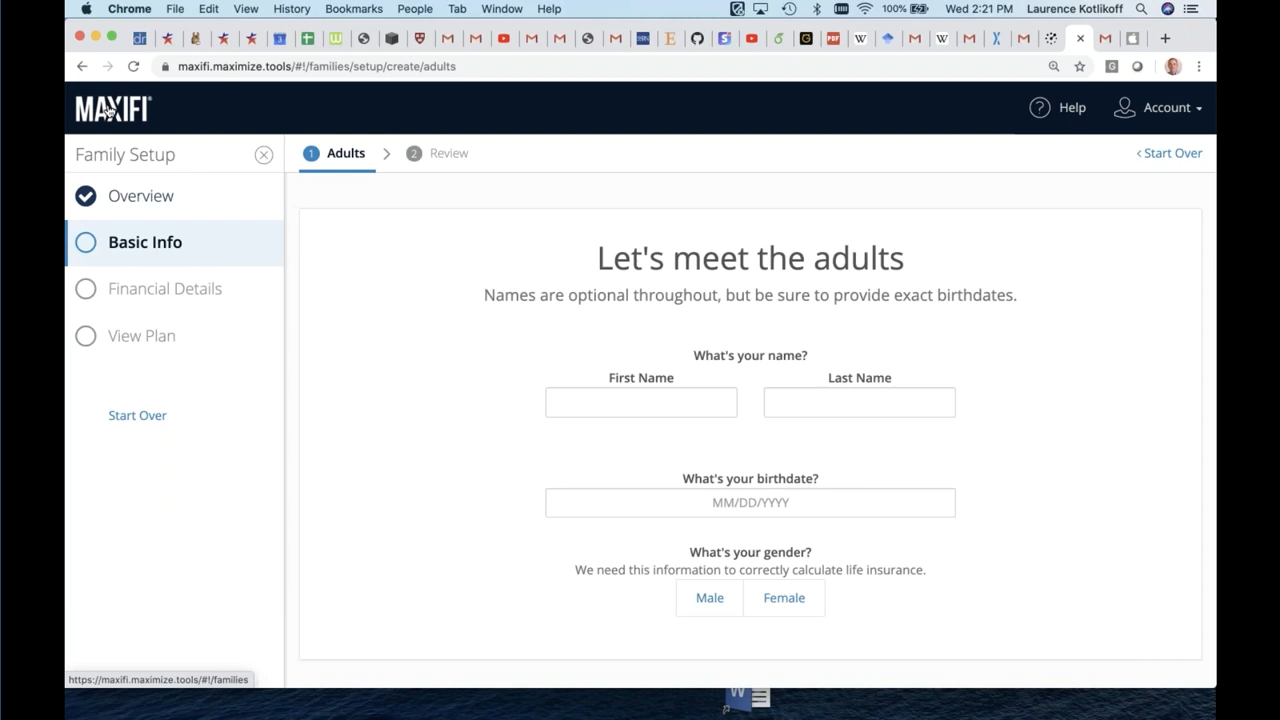 Chrome File Edit View History Bookmarks People Tab Window Help 100% Wed 2:21 PM Laurence Kotlikoff
maxifi.maximize.tools/#!/families/setup/create/adults
MAXIFI Help Account
Family Setup
Overview
Basic Info
Financial Details
View Plan
Start Over
1 Adults 2 Review < Start Over
Let's meet the adults
Names are optional throughout, but be sure to provide exact birthdates.
What's your name?
First Name Last Name
What's your birthdate?
MM/DD/YYYY
What's your gender?
We need this information to correctly calculate life insurance.
Male Female
https://maxifi.maximize.tools/#!/families
W